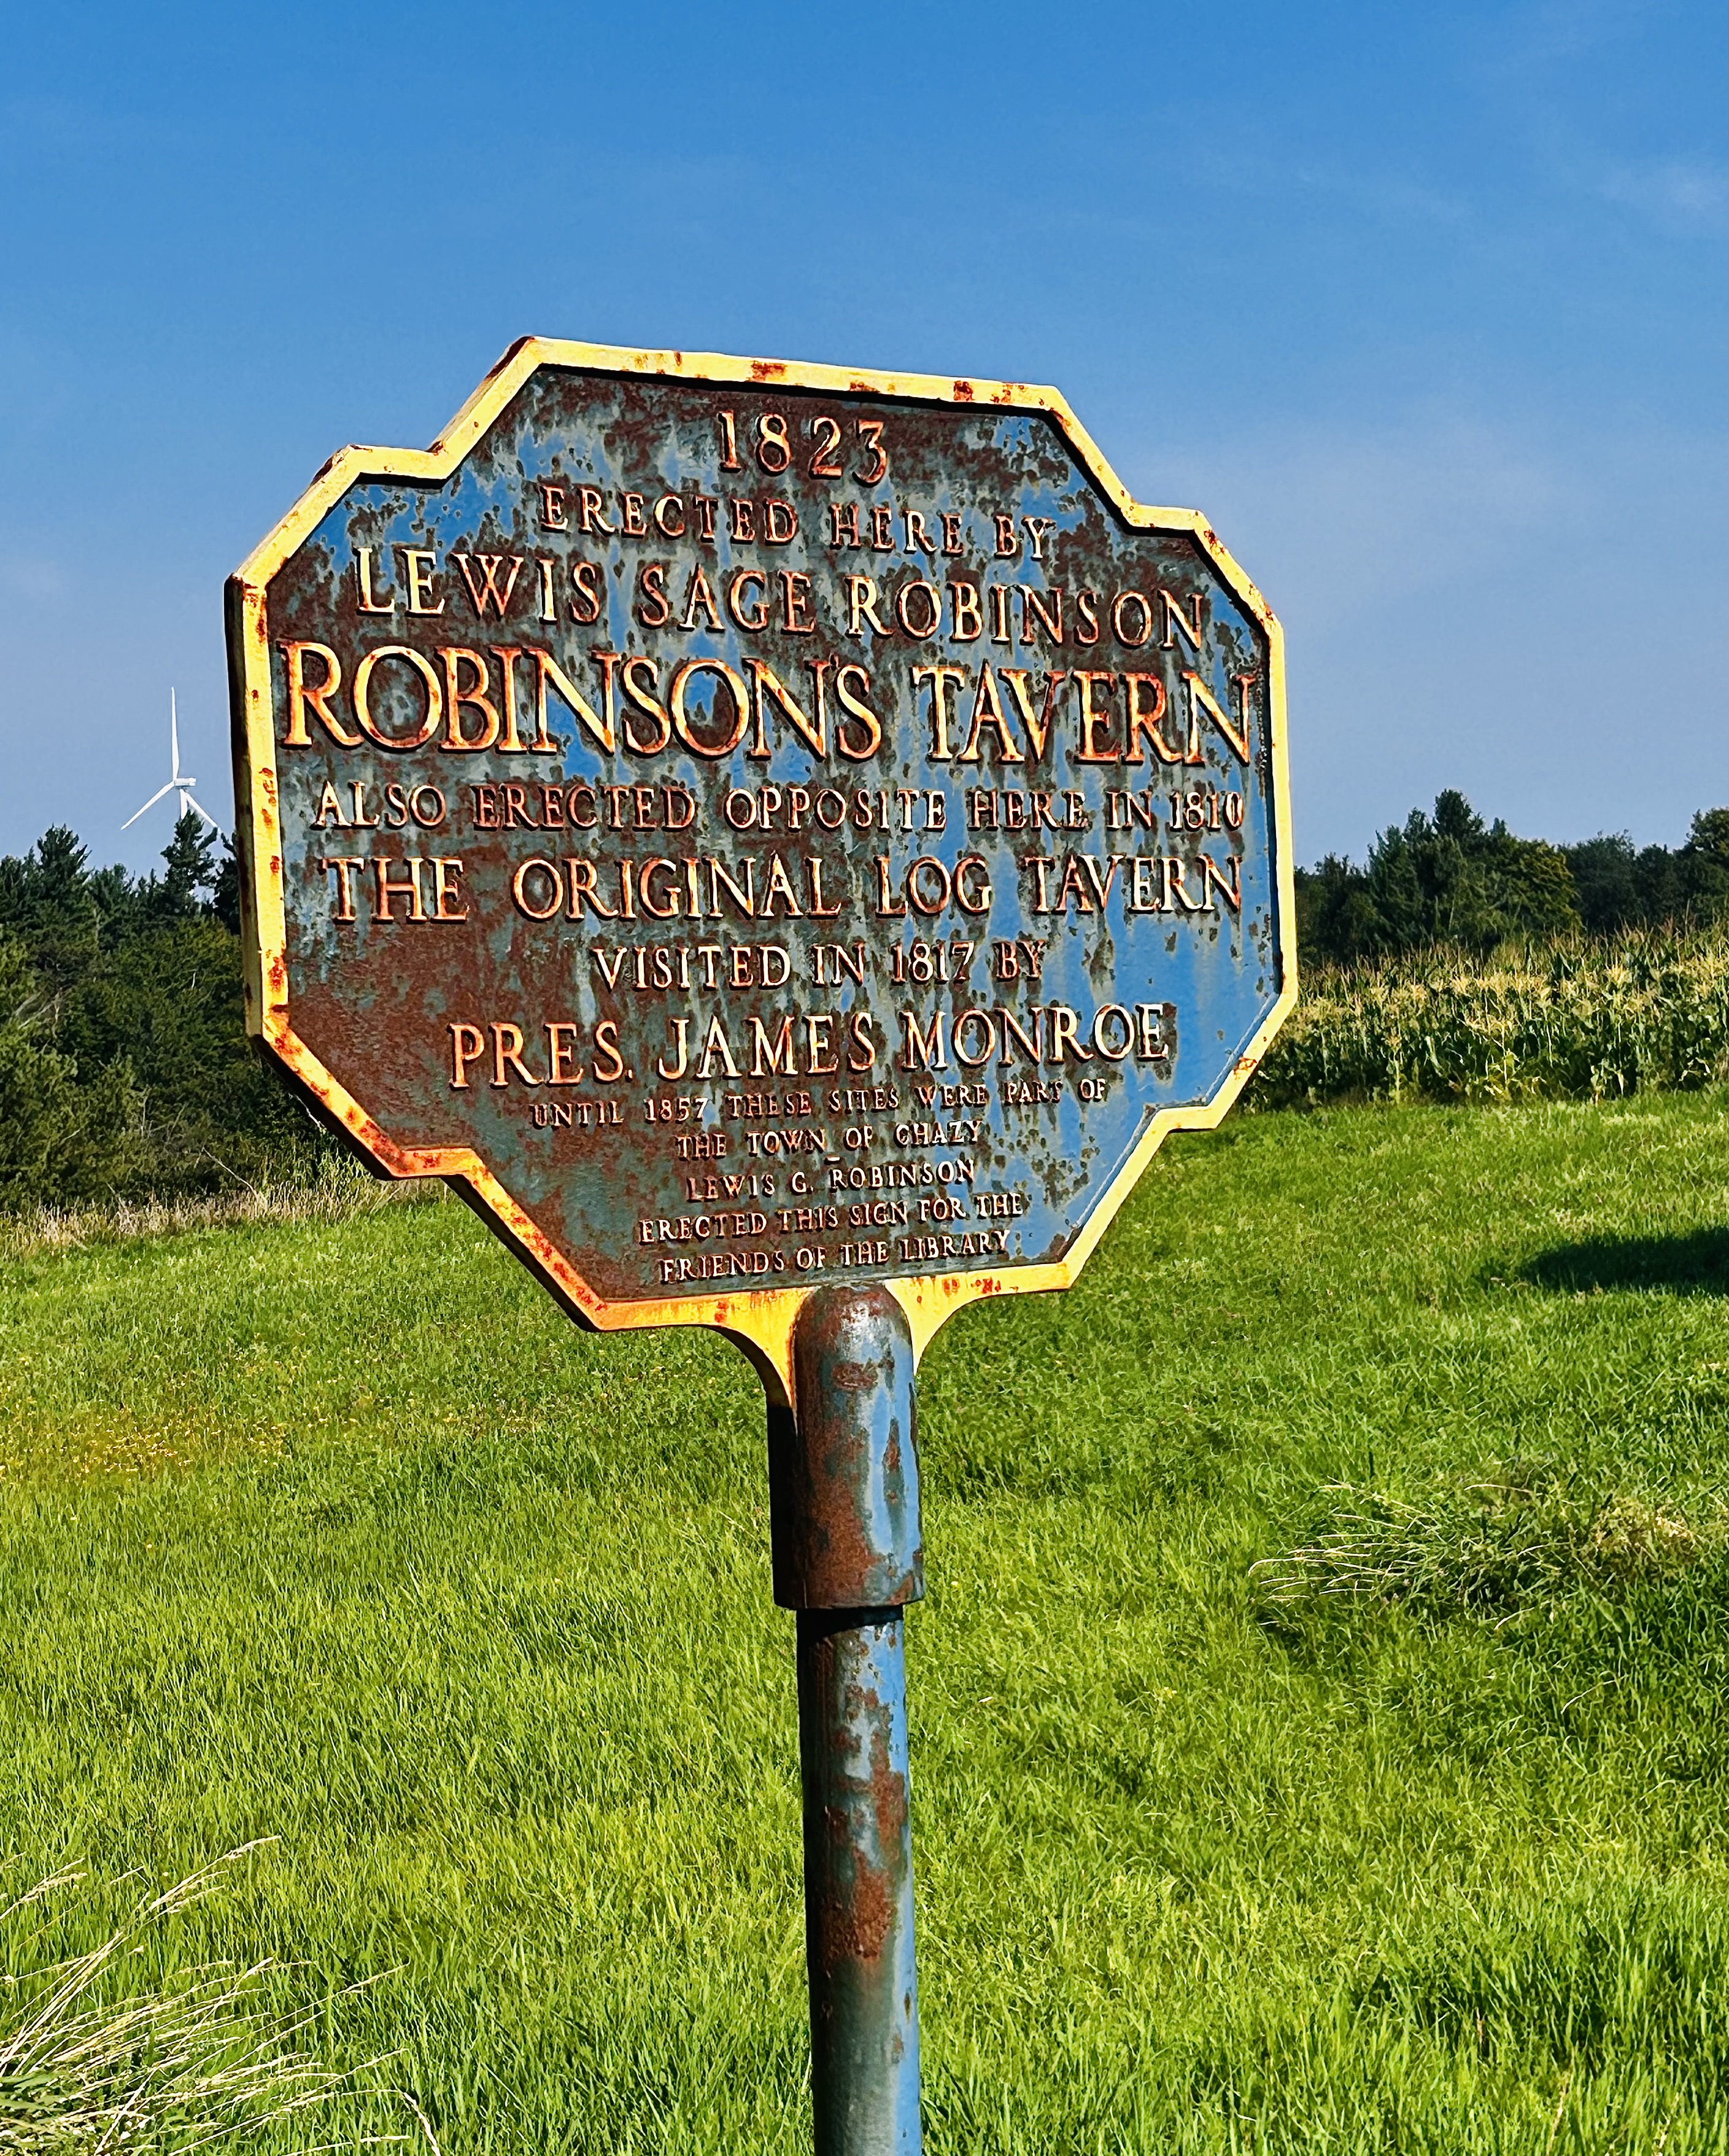 1823
ERECTED HERE BY
LEWIS SAGE ROBINSON
ROBINSON'S TAVERN
ALSO ERECTED OPPOSITE HERE IN 1810
THE ORIGINAL LOG TAVERN
VISITED IN 1817 BY
PRES. JAMES MONROE
UNTIL 1857 THESE SITES WERE PART OF
THE TOWN OF CHAZY
LEWIS G. ROBINSON
ERECTED THIS SIGN FOR THE
FRIENDS OF THE LIBRARY